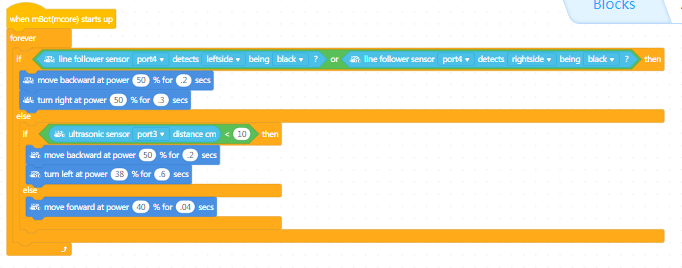 Blocks
when mBot(mcore) starts up
forever
if line follower sensor port4 detects leftside being black ? or line follower sensor port4 detects rightside being black ? then
move backward at power 50 % for .2 secs
turn right at power 50 % for .3 secs
else
if ultrasonic sensor port3 distance cm < 10 then
move backward at power 50 % for .2 secs
turn left at power 38 % for .6 secs
else
move forward at power 40 % for .04 secs